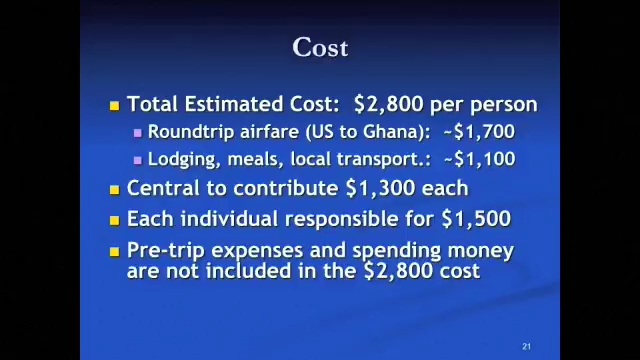 Cost
Total Estimated Cost: $2,800 per person
Roundtrip airfare (US to Ghana): ~$1,700
Lodging, meals, local transport.: ~$1,100
Central to contribute $1,300 each
Each individual responsible for $1,500
Pre-trip expenses and spending money
are not included in the $2,800 cost
21